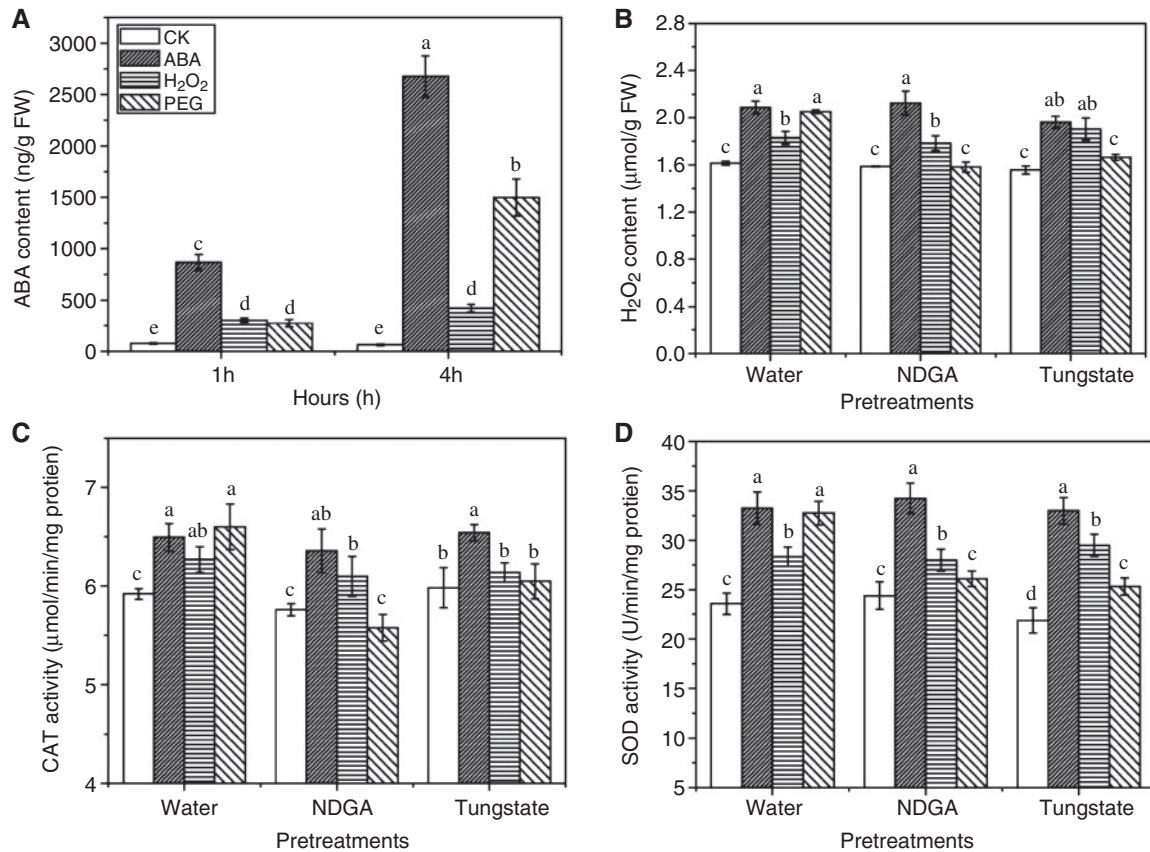 A
ABA content (ng/g FW)
3000
2500
2000
1500
1000
500
0
CK
ABA
H₂O₂
PEG
e c d d
e a d b
1h 4h
Hours (h)
B
H₂O₂ content (μmol/g FW)
2.8
2.4
2.0
1.6
1.2
0.8
0.4
0.0
c a b a
c a b c
c ab ab c
Water NDGA Tungstate
Pretreatments
C
CAT activity (μmol/min/mg protien)
7
6
5
4
c a ab a
c ab b c
b a b b
Water NDGA Tungstate
Pretreatments
D
SOD activity (U/min/mg protien)
40
35
30
25
20
15
10
5
c a b a
c a b c
d a b c
Water NDGA Tungstate
Pretreatments